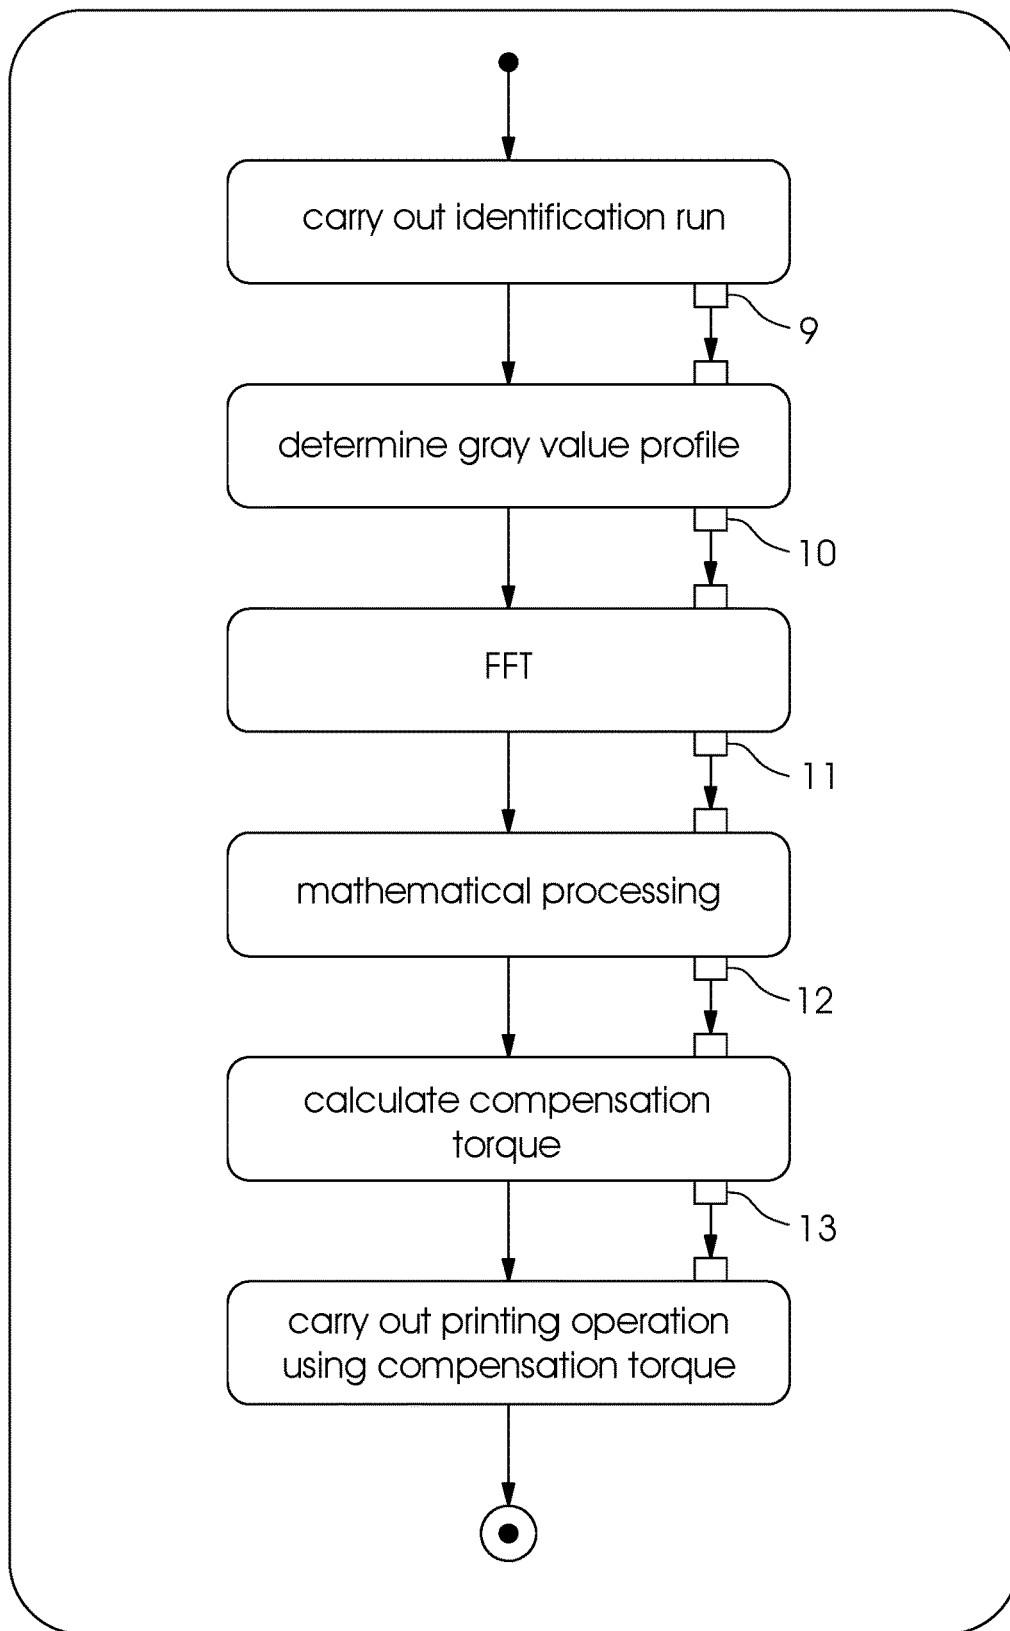 carry out identification run
9
determine gray value profile
10
FFT
11
mathematical processing
12
calculate compensation
torque
13
carry out printing operation
using compensation torque